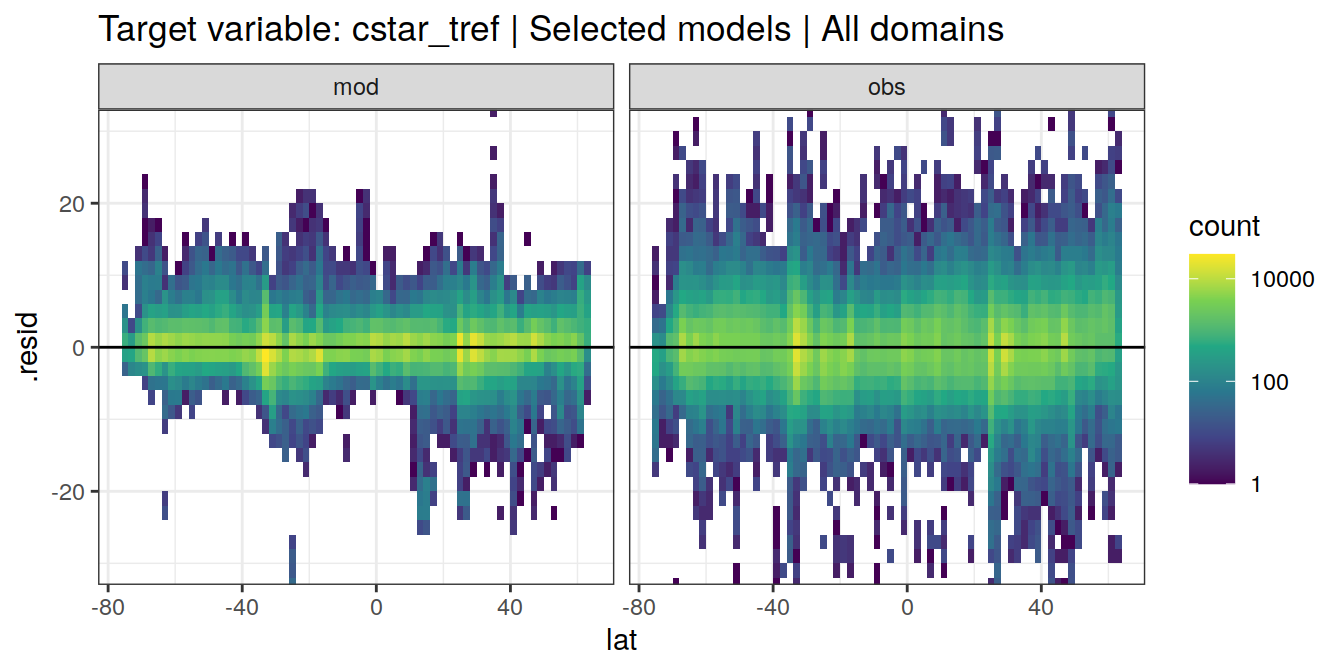 Target variable: cstar_tref | Selected models | All domains
mod
obs
.resid
20
0
-20
-80
-40
0
40
-80
-40
0
40
lat
count
10000
100
1